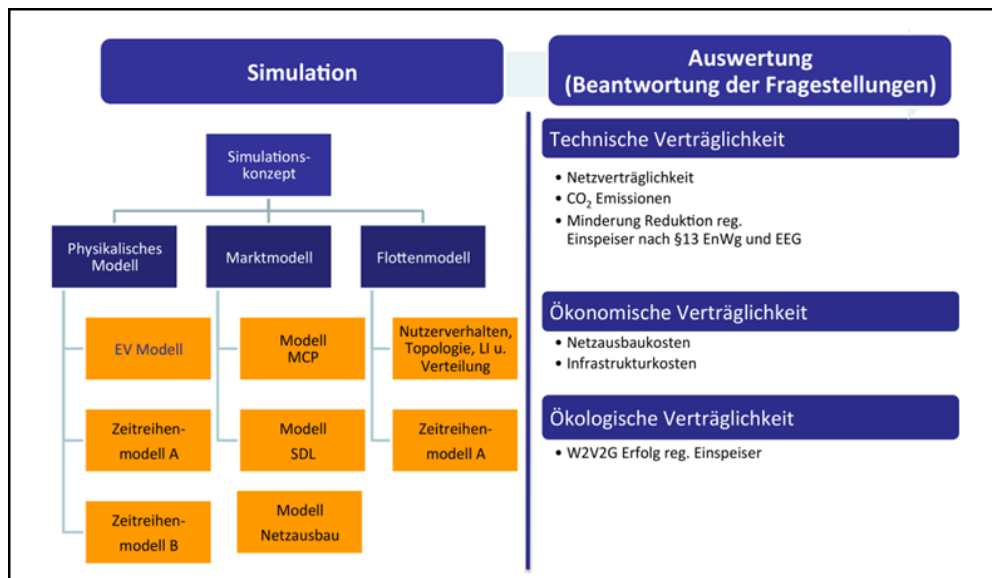 Simulation
Auswertung
(Beantwortung der Fragestellungen)
Simulations-
konzept
Physikalisches
Modell
Marktmodell
Flottenmodell
EV Modell
Modell
MCP
Nutzerverhalten,
Topologie, LI u.
Verteilung
Zeitreihen-
modell A
Modell
SDL
Zeitreihen-
modell A
Zeitreihen-
modell B
Modell
Netzausbau
Technische Verträglichkeit
• Netzverträglichkeit
• CO₂ Emissionen
• Minderung Reduktion reg.
Einspeiser nach §13 EnWg und EEG
Ökonomische Verträglichkeit
• Netzausbaukosten
• Infrastrukturkosten
Ökologische Verträglichkeit
• W2V2G Erfolg reg. Einspeiser